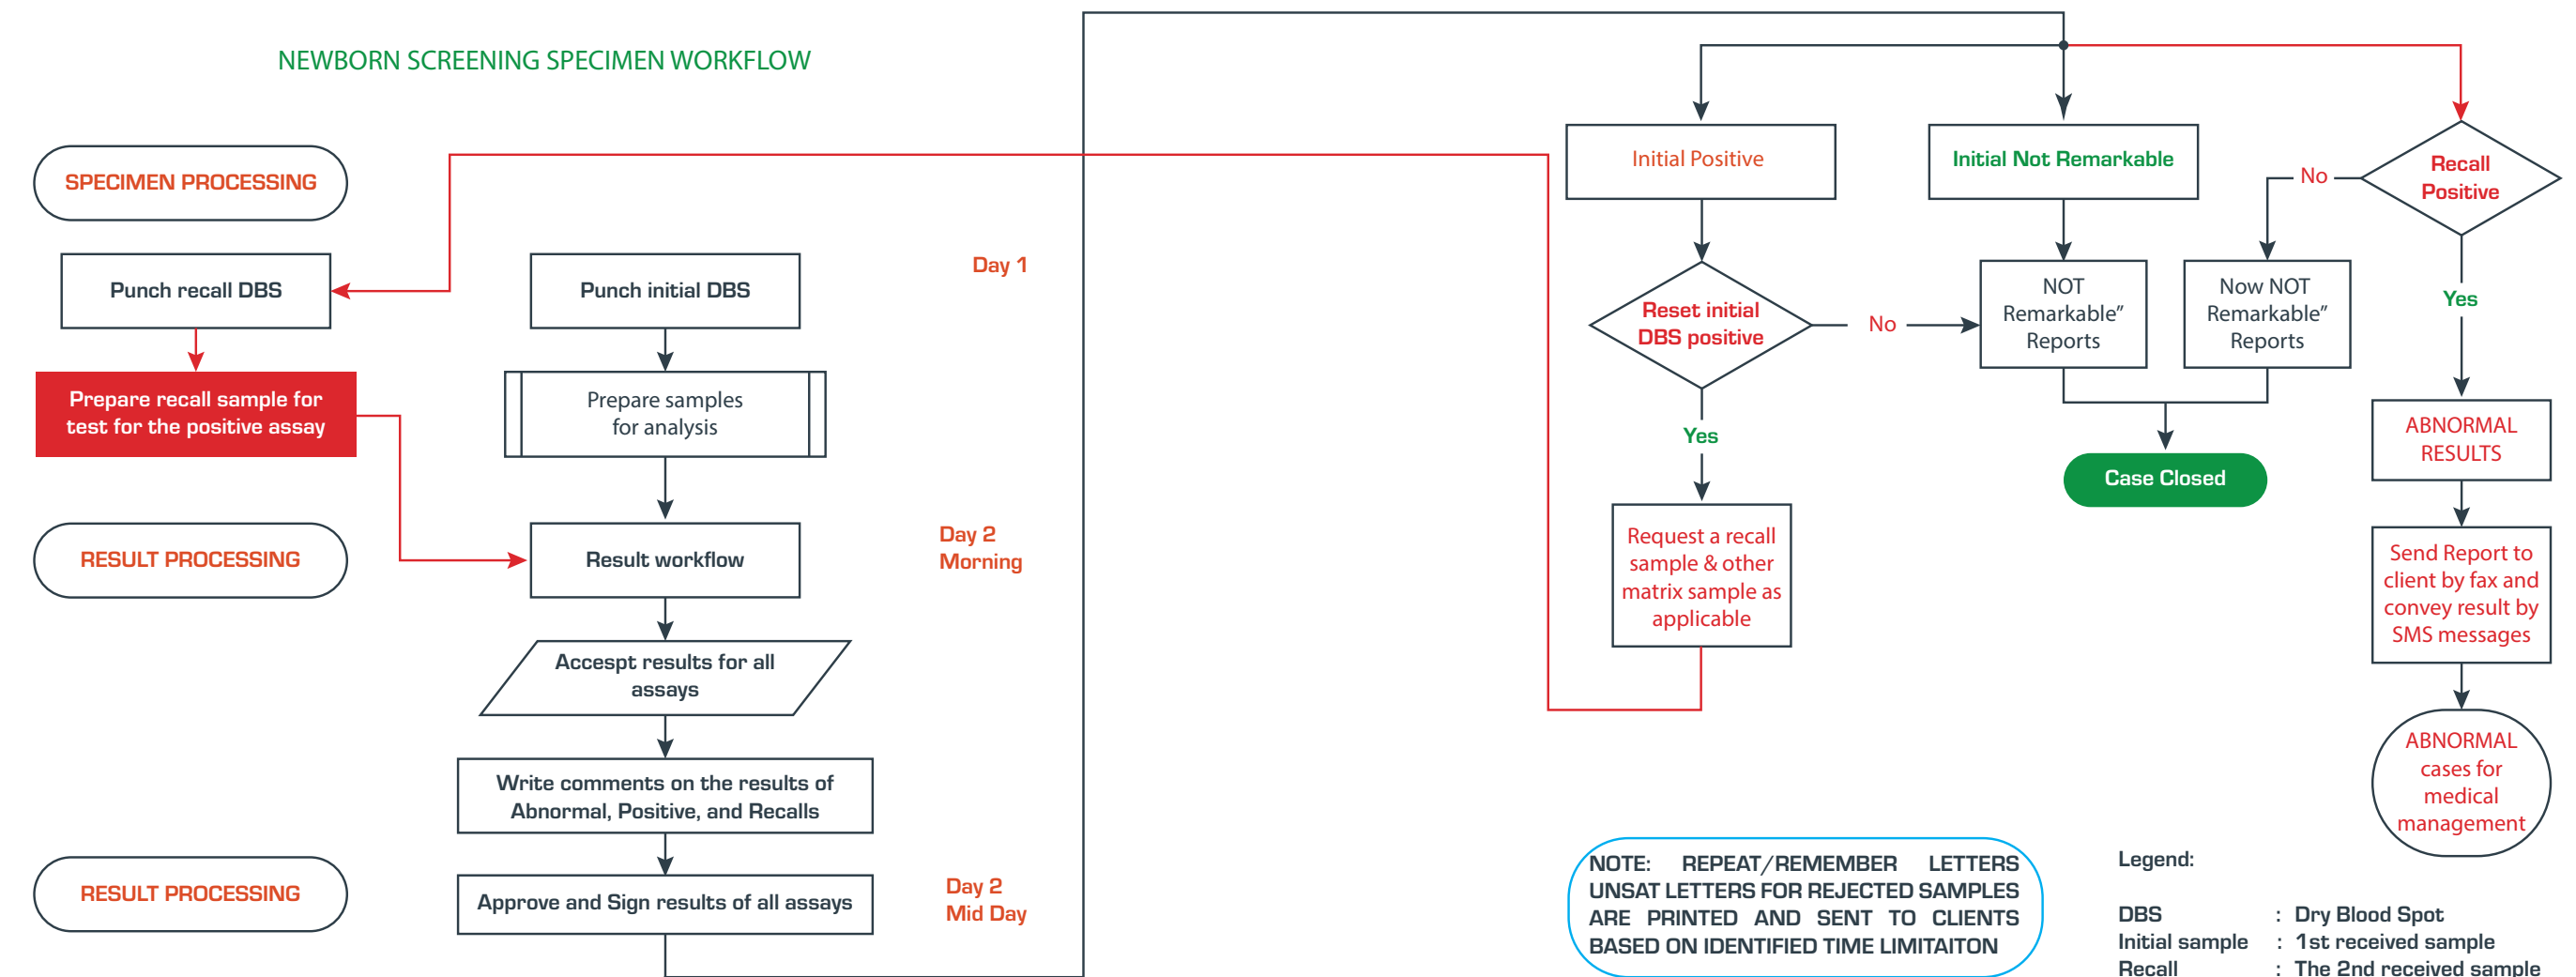 NEWBORN SCREENING SPECIMEN WORKFLOW
SPECIMEN PROCESSING
Punch recall DBS
Prepare recall sample for
test for the positive assay
RESULT PROCESSING
RESULT PROCESSING
Punch initial DBS
Prepare samples
for analysis
Result workflow
Accespt results for all
assays
Write comments on the results of
Abnormal, Positive, and Recalls
Approve and Sign results of all assays
Day 1
Day 2
Morning
Day 2
Mid Day
Initial Positive
Reset initial
DBS positive
No
Yes
Request a recall
sample & other
matrix sample as
applicable
Initial Not Remarkable
NOT
Remarkable”
Reports
Now NOT
Remarkable”
Reports
Case Closed
Recall
Positive
No
Yes
ABNORMAL
RESULTS
Send Report to
client by fax and
convey result by
SMS messages
ABNORMAL
cases for
medical
management
NOTE: REPEAT/REMEMBER LETTERS
UNSAT LETTERS FOR REJECTED SAMPLES
ARE PRINTED AND SENT TO CLIENTS
BASED ON IDENTIFIED TIME LIMITAITON
Legend:
DBS : Dry Blood Spot
Initial sample : 1st received sample
Recall : The 2nd received sample